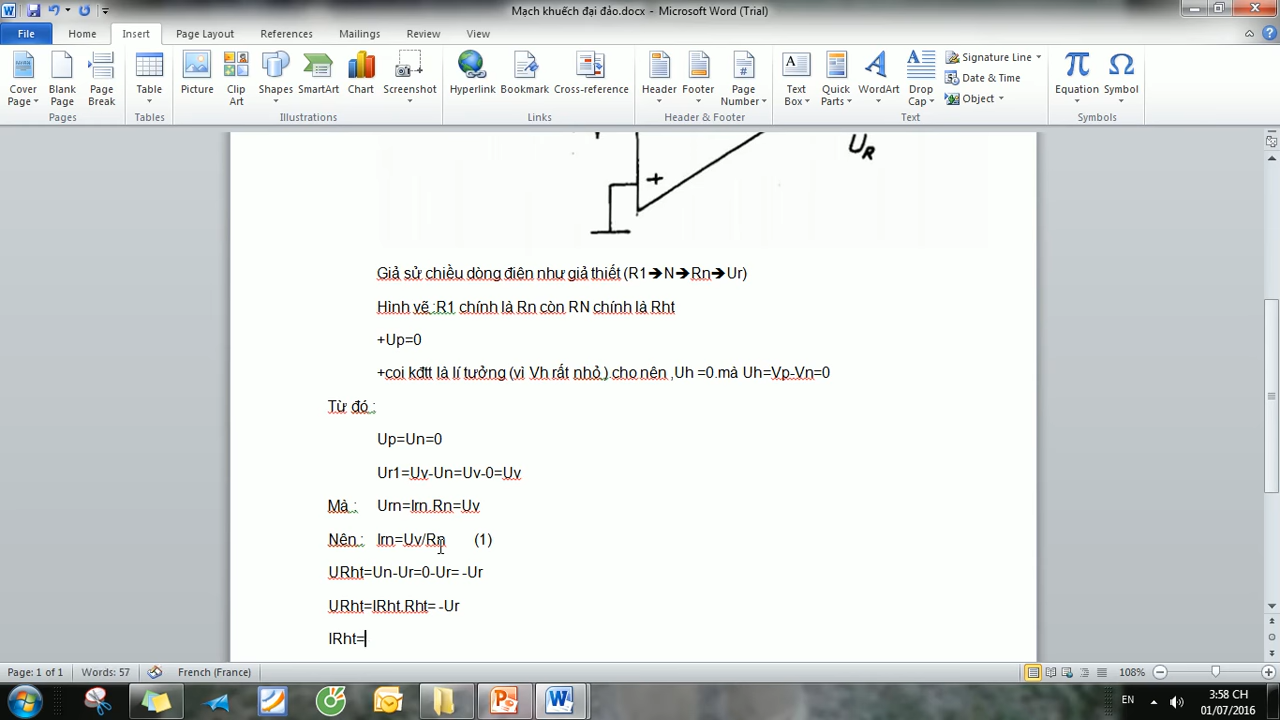 Mạch khuếch đại đảo.docx - Microsoft Word (Trial)
File Home Insert Page Layout References Mailings Review View
Cover Page Blank Page Page Break Table Picture Clip Art Shapes SmartArt Chart Screenshot Hyperlink Bookmark Cross-reference Header Footer Page Number Text Box Quick Parts WordArt Drop Cap Signature Line Date & Time Object Equation Symbol
Pages Tables Illustrations Links Header & Footer Text Symbols
UR
+
Giả sử chiều dòng điện như giả thiết (R1➔N➔Rn➔Ur)
Hình vẽ :R1 chính là Rn còn RN chính là Rht
+Up=0
+coi kđtt là lí tưởng (vì Vh rất nhỏ ).cho nên ,Uh =0.mà Uh=Vp-Vn=0
Từ đó :
Up=Un=0
Ur1=Uv-Un=Uv-0=Uv
Mà : Urn=Irn.Rn=Uv
Nên : Irn=Uv/Rn (1)
URht=Un-Ur=0-Ur= -Ur
URht=IRht.Rht= -Ur
IRht=
Page: 1 of 1 Words: 57 French (France) 108%
EN 3:58 CH
01/07/2016